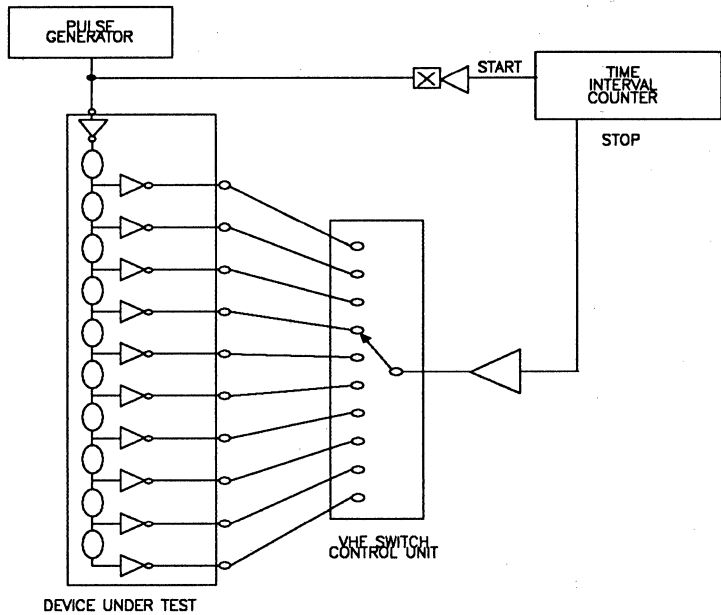 PULSE
GENERATOR
START
TIME
INTERVAL
COUNTER
STOP
VHF SWITCH
CONTROL UNIT
DEVICE UNDER TEST